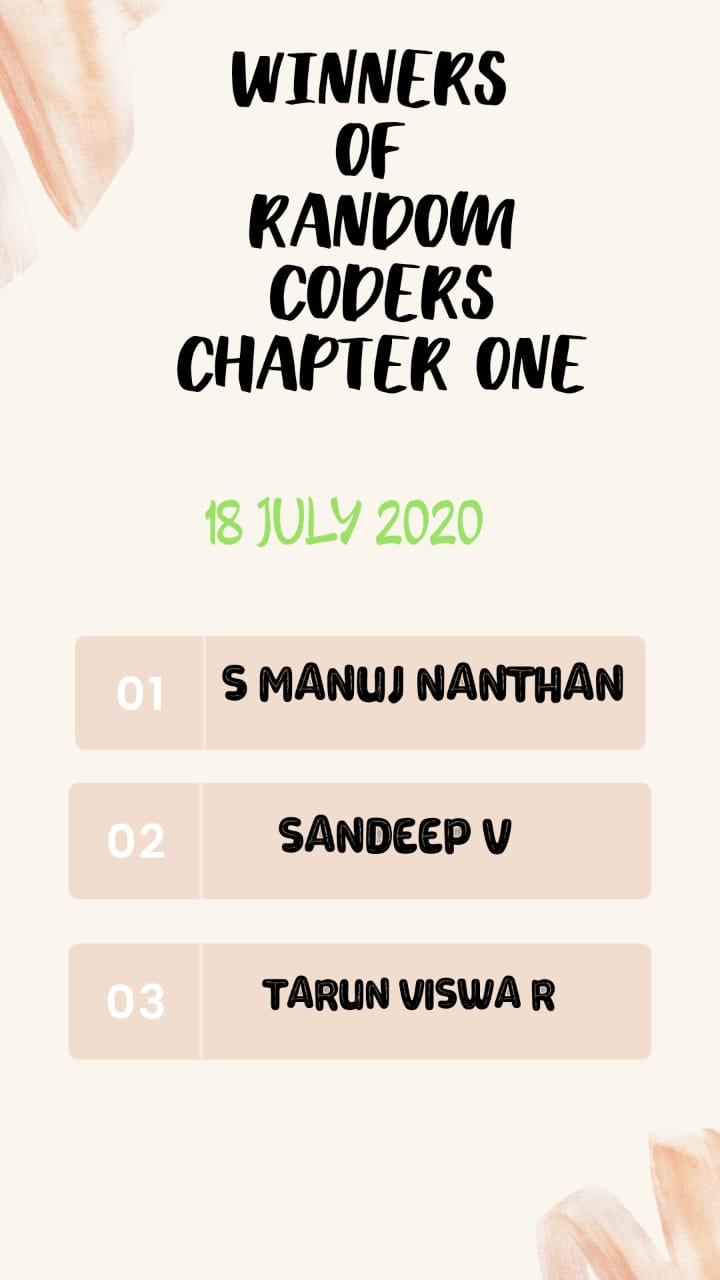 WINNERS
OF
RANDOM
CODERS
CHAPTER ONE
18 JULY 2020
01 S MANUJ NANTHAN
02 SANDEEP V
03 TARUN VISWA R